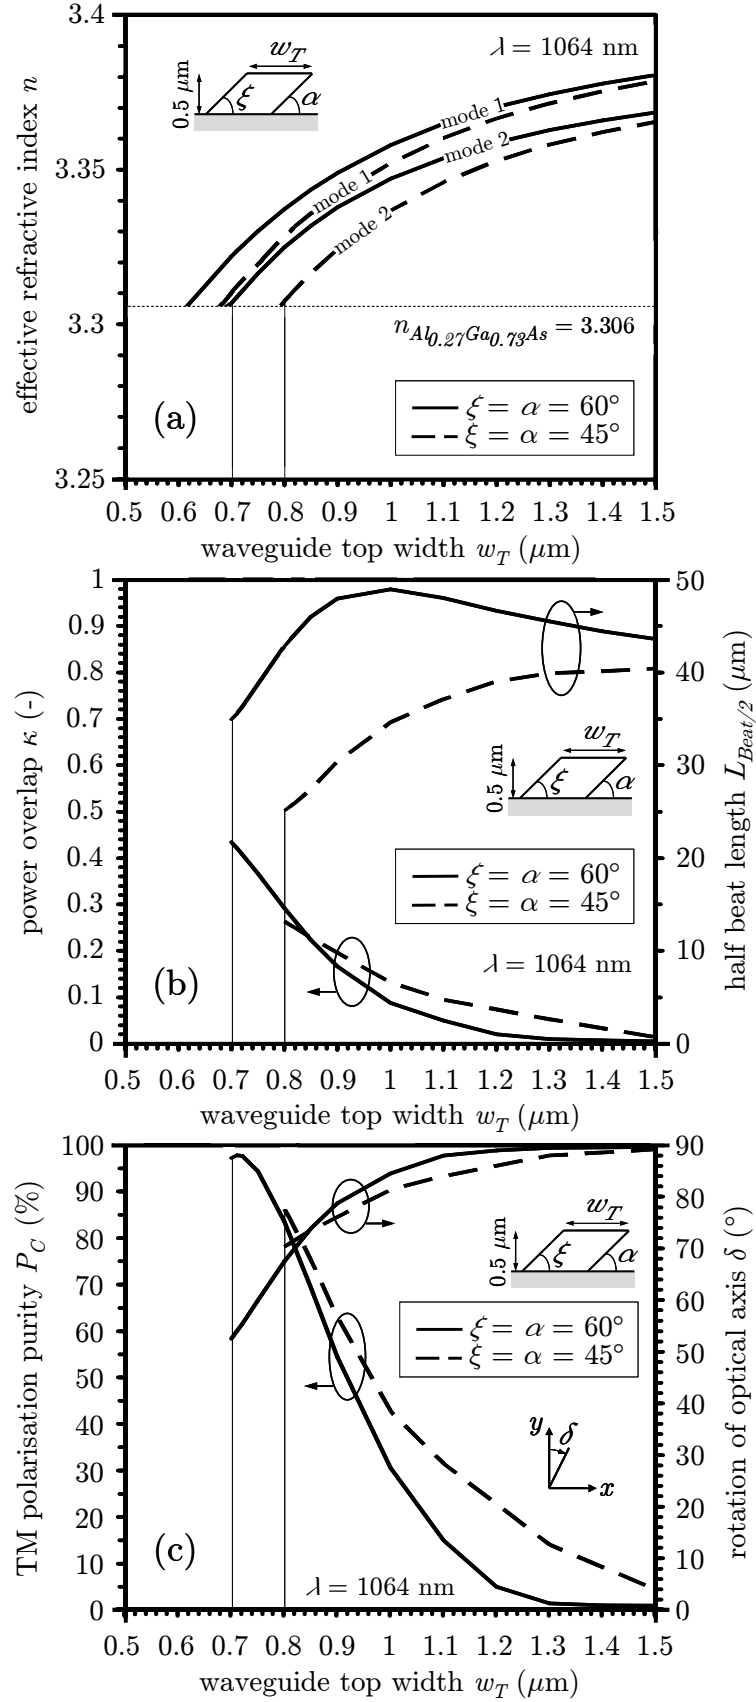 3.4
3.35
3.3
3.25
effective refractive index n
w_T
0.5 μm
ξ
α
λ = 1064 nm
mode 1
mode 2
mode 1
mode 2
n_Al0.27Ga0.73As = 3.306
(a)
ξ = α = 60°
ξ = α = 45°
0.5 0.6 0.7 0.8 0.9 1 1.1 1.2 1.3 1.4 1.5
waveguide top width w_T (μm)
1
0.9
0.8
0.7
0.6
0.5
0.4
0.3
0.2
0.1
0
power overlap κ (-)
50
40
30
20
10
0
half beat length L_Beat/2 (μm)
w_T
0.5 μm
ξ
α
ξ = α = 60°
ξ = α = 45°
λ = 1064 nm
(b)
0.5 0.6 0.7 0.8 0.9 1 1.1 1.2 1.3 1.4 1.5
waveguide top width w_T (μm)
100
90
80
70
60
50
40
30
20
10
0
TM polarisation purity P_C (%)
90
80
70
60
50
40
30
20
10
0
rotation of optical axis δ (°)
w_T
0.5 μm
ξ
α
ξ = α = 60°
ξ = α = 45°
y
δ
x
(c)
λ = 1064 nm
0.5 0.6 0.7 0.8 0.9 1 1.1 1.2 1.3 1.4 1.5
waveguide top width w_T (μm)